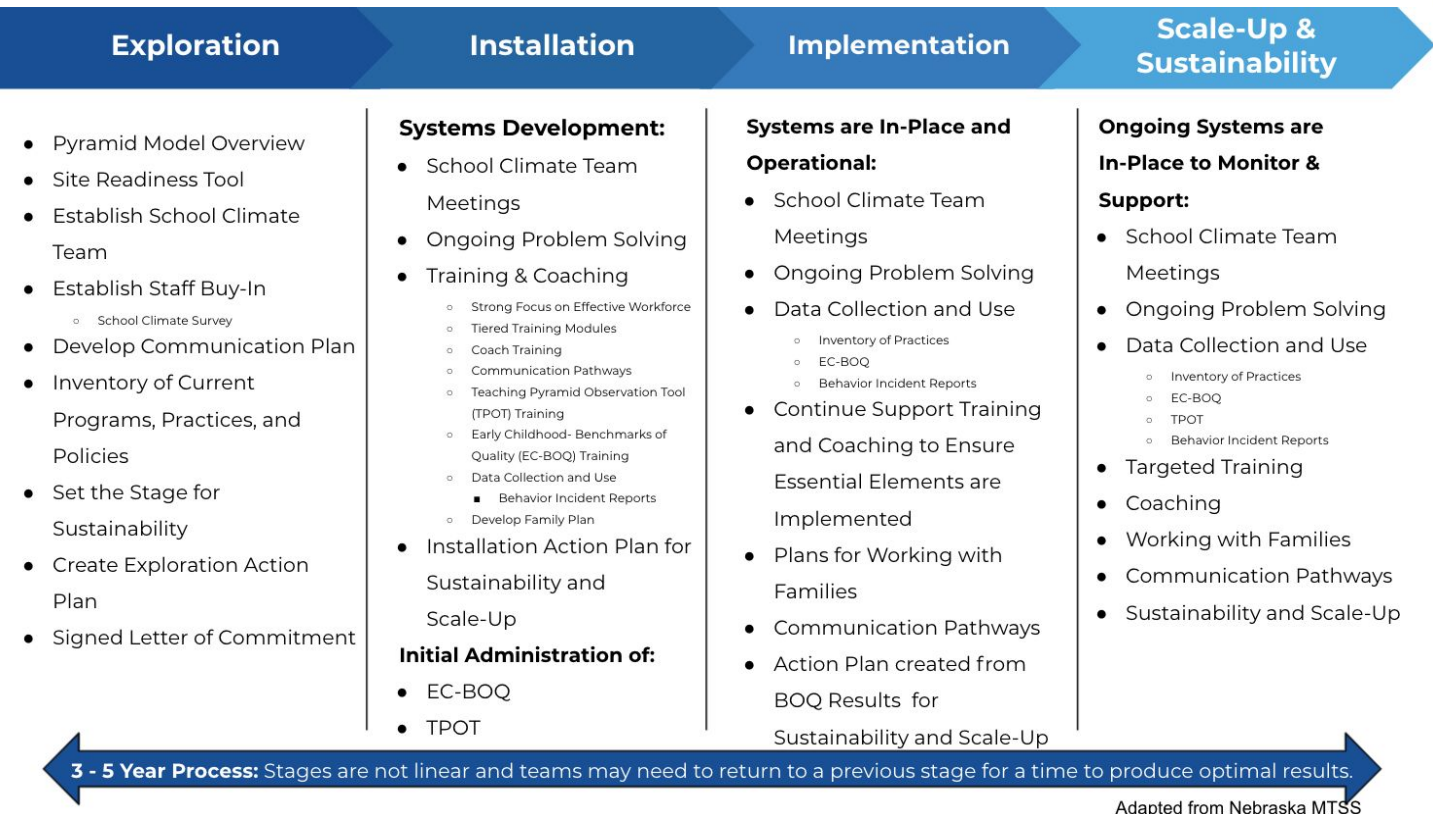 Exploration
Installation
Implementation
Scale-Up &
Sustainability
● Pyramid Model Overview
● Site Readiness Tool
● Establish School Climate
Team
● Establish Staff Buy-In
○ School Climate Survey
● Develop Communication Plan
● Inventory of Current
Programs, Practices, and
Policies
● Set the Stage for
Sustainability
● Create Exploration Action
Plan
● Signed Letter of Commitment
Systems Development:
● School Climate Team
Meetings
● Ongoing Problem Solving
● Training & Coaching
○ Strong Focus on Effective Workforce
○ Tiered Training Modules
○ Coach Training
○ Communication Pathways
○ Teaching Pyramid Observation Tool
(TPOT) Training
○ Early Childhood- Benchmarks of
Quality (EC-BOQ) Training
○ Data Collection and Use
■ Behavior Incident Reports
○ Develop Family Plan
● Installation Action Plan for
Sustainability and
Scale-Up
Initial Administration of:
● EC-BOQ
● TPOT
Systems are In-Place and
Operational:
● School Climate Team
Meetings
● Ongoing Problem Solving
● Data Collection and Use
○ Inventory of Practices
○ EC-BOQ
○ Behavior Incident Reports
● Continue Support Training
and Coaching to Ensure
Essential Elements are
Implemented
● Plans for Working with
Families
● Communication Pathways
● Action Plan created from
BOQ Results for
Sustainability and Scale-Up
Ongoing Systems are
In-Place to Monitor &
Support:
● School Climate Team
Meetings
● Ongoing Problem Solving
● Data Collection and Use
○ Inventory of Practices
○ EC-BOQ
○ TPOT
○ Behavior Incident Reports
● Targeted Training
● Coaching
● Working with Families
● Communication Pathways
● Sustainability and Scale-Up
3 - 5 Year Process: Stages are not linear and teams may need to return to a previous stage for a time to produce optimal results.
Adapted from Nebraska MTSS